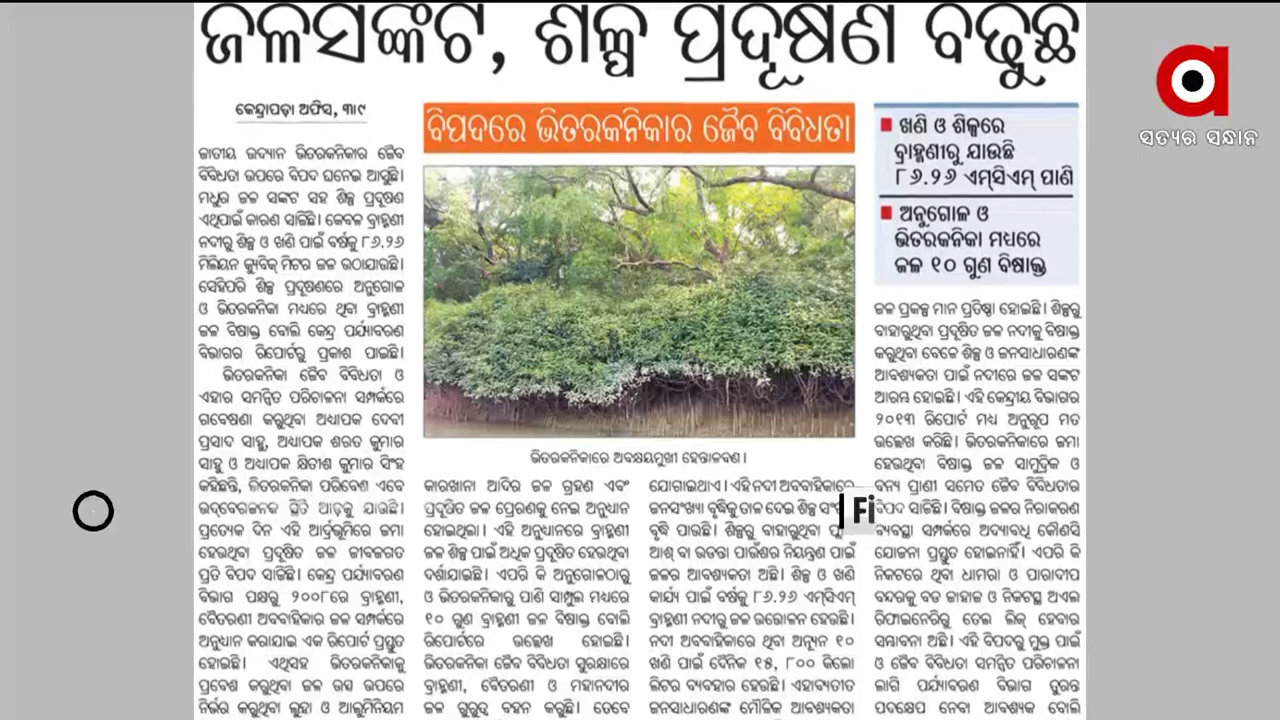 ଜଳସଙ୍କଟ, ଶିଳ୍ପ ପ୍ରଦୂଷଣ ବଢୁଛି
ସତ୍ୟର ସନ୍ଧାନ
କେନ୍ଦ୍ରାପଡ଼ା ଅଫିସ, ୩।୯
ଜାତୀୟ ଉଦ୍ୟାନ ଭିତରକନିକାର ଜୈବ
ବିବିଧତା ଉପରେ ବିପଦ ଘନେଇ ଆସୁଛି।
ମଧୁର ଜଳ ସଙ୍କଟ ସହ ଶିଳ୍ପ ପ୍ରଦୂଷଣ
ଏଥିପାଇଁ କାରଣ ସାଜିଛି। କେବଳ ବ୍ରାହ୍ମଣୀ
ନଦୀରୁ ଶିଳ୍ପ ଓ ଖଣି ପାଇଁ ବର୍ଷକୁ ୮୬.୨୬
ମିଲିୟନ କ୍ୟୁବିକ୍ ମିଟର ଜଳ ଉଠାଯାଉଛି।
ସେହିପରି ଶିଳ୍ପ ପ୍ରଦୂଷଣରେ ଅନୁଗୋଳ
ଓ ଭିତରକନିକା ମଧ୍ୟରେ ଥିବା ବ୍ରାହ୍ମଣୀ
ଜଳ ବିଷାକ୍ତ ବୋଲି କେନ୍ଦ୍ର ପର୍ଯ୍ୟାବରଣ
ବିଭାଗର ରିପୋର୍ଟରୁ ପ୍ରକାଶ ପାଇଛି।
ଭିତରକନିକା ଜୈବ ବିବିଧତା ଓ
ଏହାର ସମନ୍ୱିତ ପରିଚାଳନା ସମ୍ପର୍କରେ
ଗବେଷଣା କରୁଥିବା ଅଧ୍ୟାପକ ଦେବୀ
ପ୍ରସାଦ ସାହୁ, ଅଧ୍ୟାପକ ଶରତ କୁମାର
ସାହୁ ଓ ଅଧ୍ୟାପକ କ୍ଷିତୀଶ କୁମାର ସିଂହ
କହିଛନ୍ତି, ଭିତରକନିକା ପରିବେଶ ଏବେ
ଉଦ୍‌ବେଗଜନକ ସ୍ଥିତି ଆଡ଼କୁ ଯାଉଛି।
ପ୍ରତ୍ୟେକ ଦିନ ଏହି ଆର୍ଦ୍ରଭୂମିରେ ଜମା
ହେଉଥିବା ପ୍ରଦୂଷିତ ଜଳ ଜୀବଜଗତ
ପ୍ରତି ବିପଦ ସାଜିଛି। କେନ୍ଦ୍ର ପର୍ଯ୍ୟାବରଣ
ବିଭାଗ ପକ୍ଷରୁ ୨୦୦୮ରେ ବ୍ରାହ୍ମଣୀ,
ବୈତରଣୀ ଅବବାହିକାର ଜଳ ସମ୍ପର୍କରେ
ଅନୁଧ୍ୟାନ କରାଯାଇ ଏକ ରିପୋର୍ଟ ପ୍ରସ୍ତୁତ
ହୋଇଛି। ଏଥିସହ ଭିତରକନିକାକୁ
ପ୍ରବେଶ କରୁଥିବା ଜଳ ଉତ୍ସ ଉପରେ
ନିର୍ଭର କରୁଥିବା ଲୁହା ଓ ଆଲୁମିନିୟମ
ବିପଦରେ ଭିତରକନିକାର ଜୈବ ବିବିଧତା
ଭିତରକନିକାରେ ଅବକ୍ଷୟମୁଖୀ ହେନ୍ତାଳବଣ।
କାରଖାନା ଆଦିର ଜଳ ଗ୍ରହଣ ଏବଂ
ପ୍ରଦୂଷିତ ଜଳ ପ୍ରେରଣକୁ ନେଇ ଅନୁଧ୍ୟାନ
ହୋଇଥିଲା। ଏହି ଅନୁଧ୍ୟାନରେ ବ୍ରାହ୍ମଣୀ
ଜଳ ଶିଳ୍ପ ପାଇଁ ଅଧିକ ପ୍ରଦୂଷିତ ହେଉଥିବା
ଦର୍ଶାଯାଇଛି। ଏପରି କି ଅନୁଗୋଳଠାରୁ
ଓ ଭିତରକନିକାରୁ ପାଣି ସାମ୍ପୁଲ ମଧ୍ୟରେ
୧୦ ଗୁଣ ବ୍ରାହ୍ମଣୀ ଜଳ ବିଷାକ୍ତ ବୋଲି
ରିପୋର୍ଟରେ ଉଲ୍ଲେଖ ହୋଇଛି।
ଭିତରକନିକା ଜୈବ ବିବିଧତା ସୁରକ୍ଷାରେ
ବ୍ରାହ୍ମଣୀ, ବୈତରଣୀ ଓ ମହାନଦୀର
ଜଳ ଗୁରୁତ୍ୱ ବହନ କରୁଛି। ତେବେ
ଯୋଗାଇଥାଏ। ଏହି ନଦୀ ଅବବାହିକାରେ
ଜନସଂଖ୍ୟା ବୃଦ୍ଧିକୁ ତାଳ ଦେଇ ଶିଳ୍ପ
ବୃଦ୍ଧି ପାଉଛି। ଶିଳ୍ପରୁ ବାହାରୁଥିବା
ଆଶ୍ ବା ଉଡନ୍ତା ପାଉଁଶର ନିୟନ୍ତ୍ରଣ ପାଇଁ
ଜଳର ଆବଶ୍ୟକତା ଅଛି। ଶିଳ୍ପ ଓ ଖଣି
କାର୍ଯ୍ୟ ପାଇଁ ବର୍ଷକୁ ୮୬.୨୬ ଏମ୍‌ସିଏମ୍
ବ୍ରାହ୍ମଣୀ ନଦୀରୁ ଜଳ ଉତ୍ତୋଳନ ହେଉଛି।
ନଦୀ ଅବବାହିକାରେ ଥିବା ଅନ୍ୟୂନ ୧୦
ଖଣି ପାଇଁ ଦୈନିକ ୧୫, ୮୦୦ କିଲୋ
ଲିଟର ବ୍ୟବହାର ହେଉଛି। ଏହାବ୍ୟତୀତ
ଜନସାଧାରଣଙ୍କ ମୌଳିକ ଆବଶ୍ୟକତା
Fi
ଖଣି ଓ ଶିଳ୍ପରେ
ବ୍ରାହ୍ମଣୀରୁ ଯାଉଛି
୮୬.୨୬ ଏମ୍‌ସିଏମ୍ ପାଣି
ଅନୁଗୋଳ ଓ
ଭିତରକନିକା ମଧ୍ୟରେ
ଜଳ ୧୦ ଗୁଣ ବିଷାକ୍ତ
ଜଳ ପ୍ରକଳ୍ପ ମାନ ପ୍ରତିଷ୍ଠା ହୋଇଛି। ଶିଳ୍ପରୁ
ବାହାରୁଥିବା ପ୍ରଦୂଷିତ ଜଳ ନଦୀକୁ ବିଷାକ୍ତ
କରୁଥିବା ବେଳେ ଶିଳ୍ପ ଓ ଜନସାଧାରଣଙ୍କ
ଆବଶ୍ୟକତା ପାଇଁ ନଦୀରେ ଜଳ ସଙ୍କଟ
ଆରମ୍ଭ ହୋଇଛି। ଏହି କେନ୍ଦ୍ରୀୟ ବିଭାଗର
୨୦୧୩ ରିପୋର୍ଟ ମଧ୍ୟ ଅନୁରୂପ ମତ
ଉଲ୍ଲେଖ କରିଛି। ଭିତରକନିକାରେ ଜମା
ହେଉଥିବା ବିଷାକ୍ତ ଜଳ ସାମୁଦ୍ରିକ ଓ
ବନ୍ୟ ପ୍ରାଣୀ ସମେତ ଜୈବ ବିବିଧତାର
ବିପଦ ସାଜିଛି। ବିଷାକ୍ତ ଜଳର ନିରାକରଣ
ବ୍ୟବସ୍ଥା ସମ୍ପର୍କରେ ଅଦ୍ୟାବଧି କୌଣସି
ଯୋଜନା ପ୍ରସ୍ତୁତ ହୋଇନାହିଁ। ଏପରି କି
ନିକଟରେ ଥିବା ଧାମରା ଓ ପାରାଦୀପ
ବନ୍ଦରକୁ ବଡ ଜାହାଜ ଓ ନିକଟସ୍ଥ ଅଏଲ
ରିଫାଇନେରିରୁ ତେଲ ଲିକ୍ ହେବାର
ସମ୍ଭାବନା ଅଛି। ଏହି ବିପଦରୁ ମୁକ୍ତ ପାଇଁ
ଓ ଜୈବ ବିବିଧତା ସମନ୍ୱିତ ପରିଚାଳନା
ଲାଗି ପର୍ଯ୍ୟାବରଣ ବିଭାଗ ତୁରନ୍ତ
ପଦକ୍ଷେପ ନେବା ଆବଶ୍ୟକ ବୋଲି